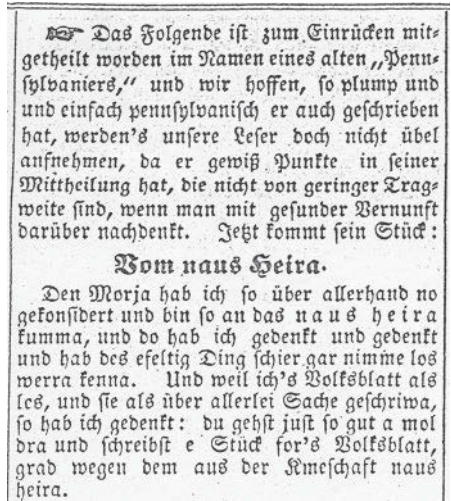 ☞ Das Folgende ist zum Einrücken mit-
getheilt worden im Namen eines alten „Penn-
sylvaniers,“ und wir hoffen, so plump und
und einfach pennsylvanisch er auch geschrieben
hat, werden's unsere Leser doch nicht übel
aufnehmen, da er gewiß Punkte in seiner
Mittheilung hat, die nicht von geringer Trag-
weite sind, wenn man mit gesunder Vernunft
darüber nachdenkt. Jetzt kommt sein Stück:
Vom naus Heira.
Den Morja hab ich so über allerhand no
gekonsidert und bin so an das naus heira
kumma, und do hab ich gedenkt und gedenkt
und hab des efeltig Ding schier gar nimme los
werra kenna. Und weil ich's Volksblatt als
les, und sie als über allerlei Sache geschriwa,
so hab ich gedenkt: du gehst just so gut a mol
dra und schreibst e Stück for's Volksblatt,
grad wegen dem aus der Kmeschaft naus
heira.